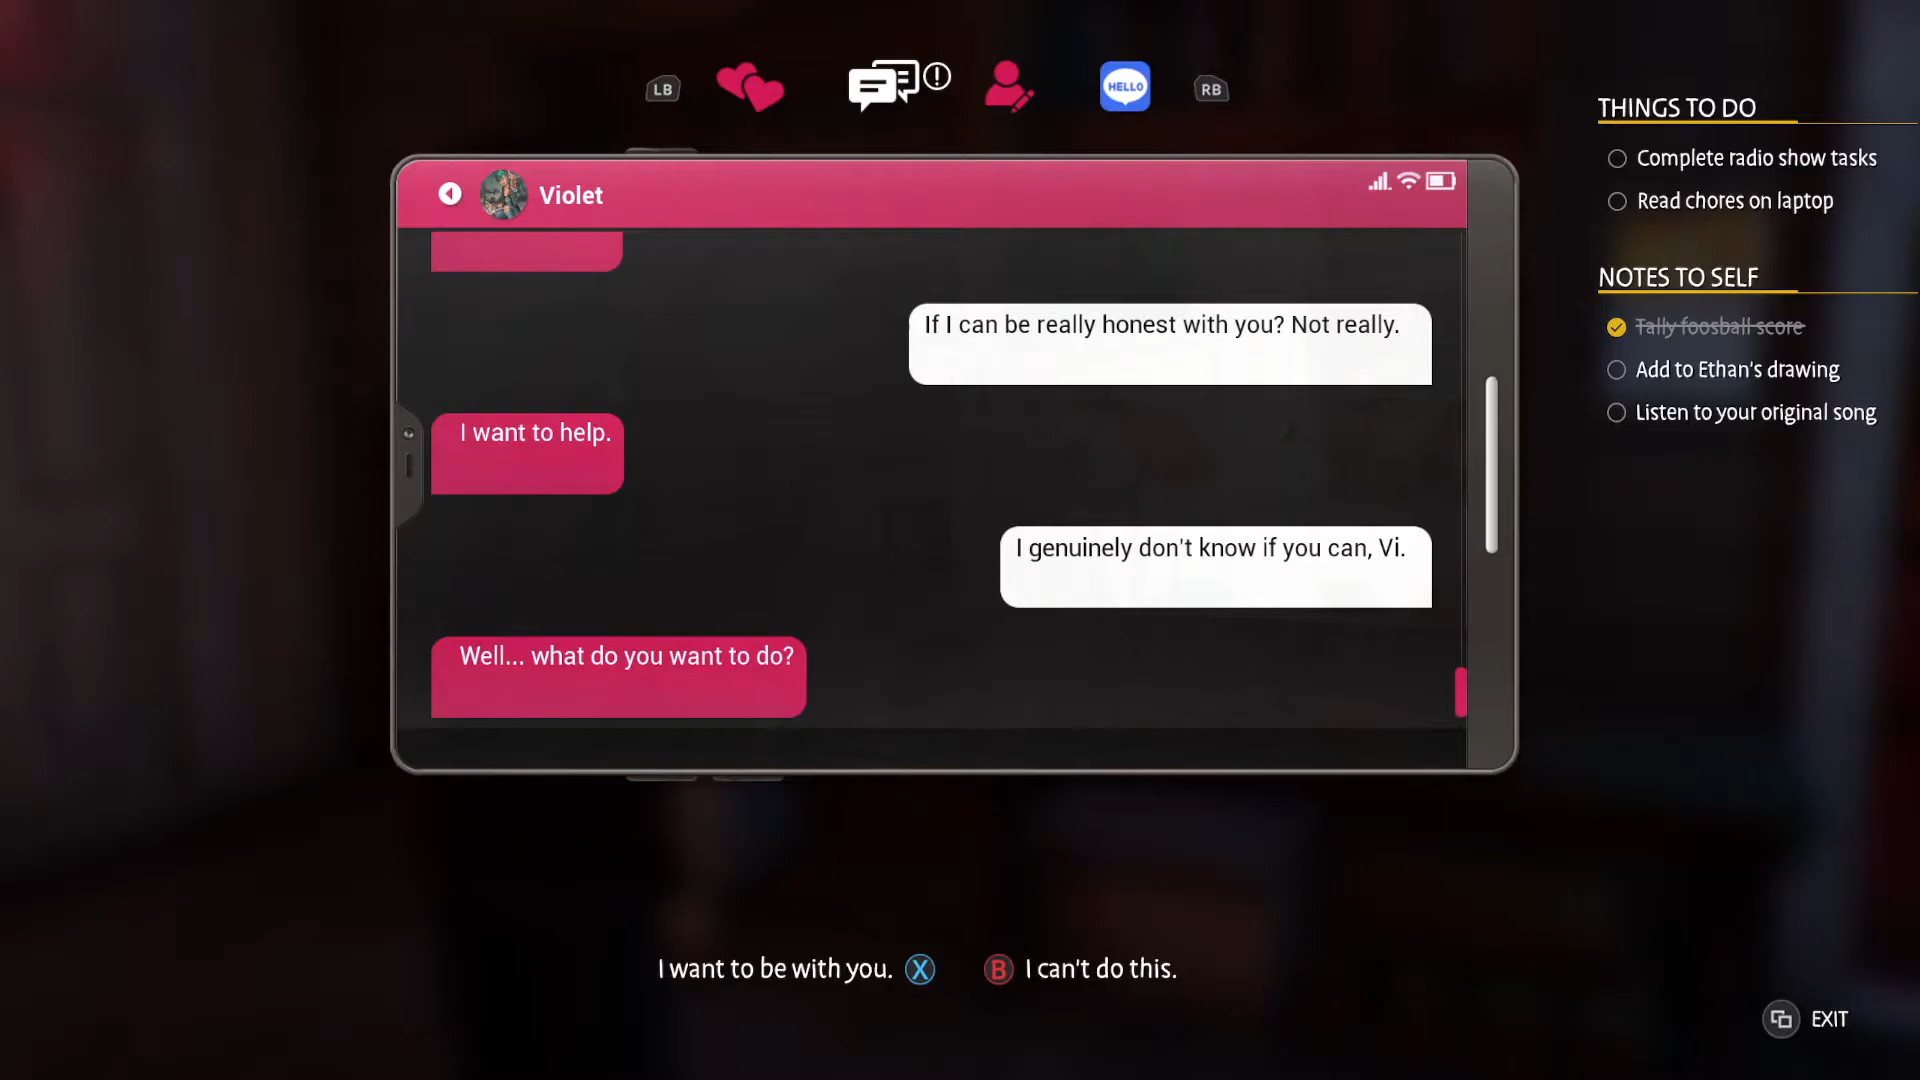 LB
HELLO
RB
THINGS TO DO
Complete radio show tasks
Read chores on laptop
NOTES TO SELF
Tally foosball score
Add to Ethan's drawing
Listen to your original song
Violet
If I can be really honest with you? Not really.
I want to help.
I genuinely don't know if you can, Vi.
Well... what do you want to do?
I want to be with you. X
B I can't do this.
EXIT